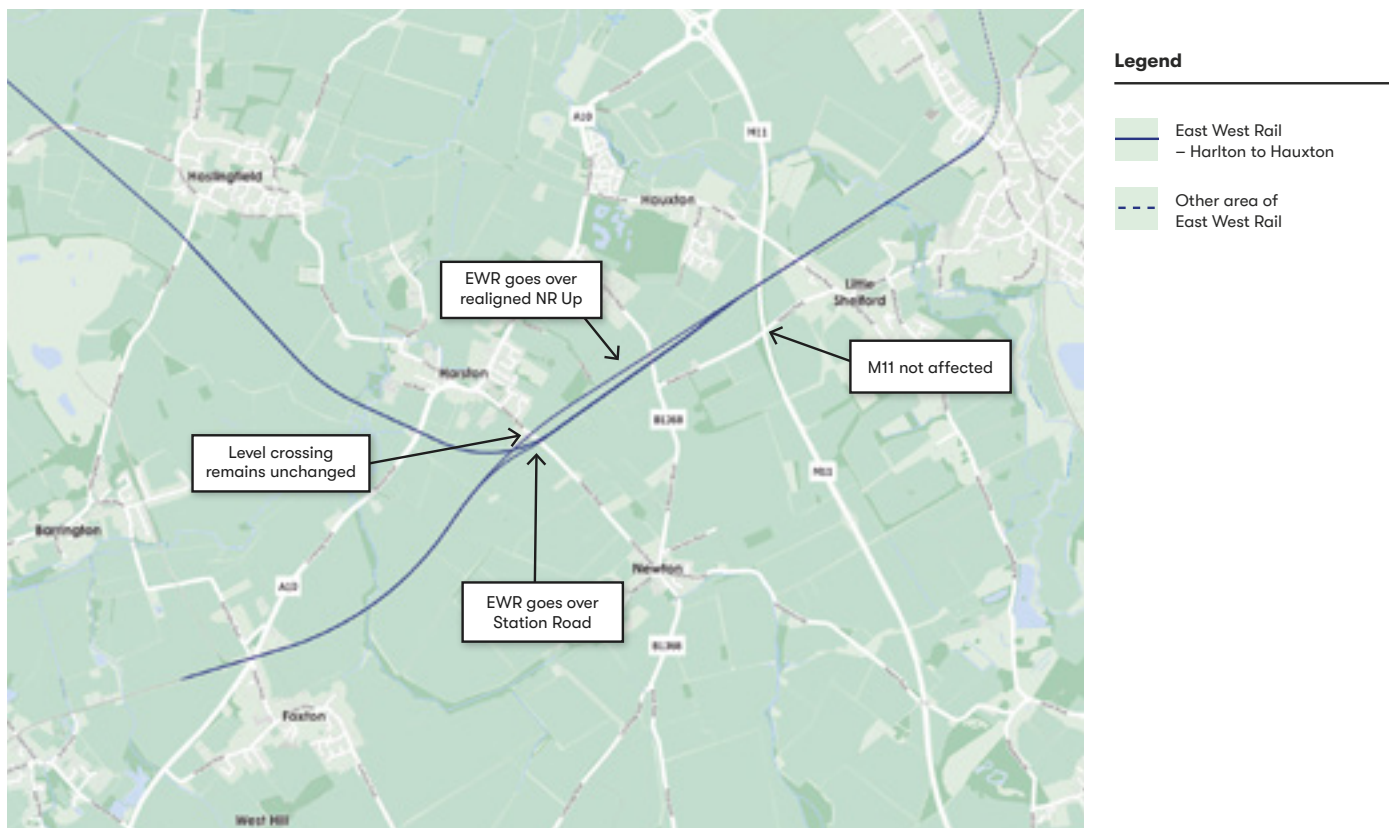 Legend
East West Rail
– Harlton to Hauxton
Other area of
East West Rail
A10
M11
Haslingfield
Hauxton
EWR goes over
realigned NR Up
Little
Shelford
M11 not affected
Harston
B1368
Level crossing
remains unchanged
M11
Barrington
Newton
A10
EWR goes over
Station Road
B1368
Foxton
West Hill